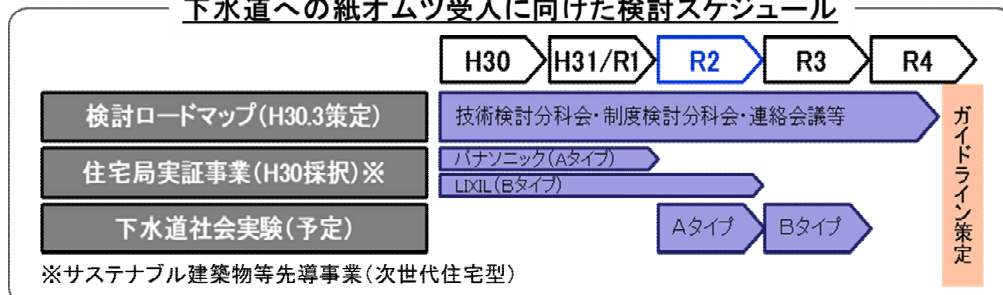 下水道への紙オムツ受入に向けた検討スケジュール
H30 H31/R1 R2 R3 R4
検討ロードマップ(H30.3策定) 技術検討分科会・制度検討分科会・連絡会議等
住宅局実証事業(H30採択)※ パナソニック(Aタイプ)
LIXIL(Bタイプ)
下水道社会実験(予定) Aタイプ Bタイプ
ガイドライン策定
※サステナブル建築物等先導事業(次世代住宅型)